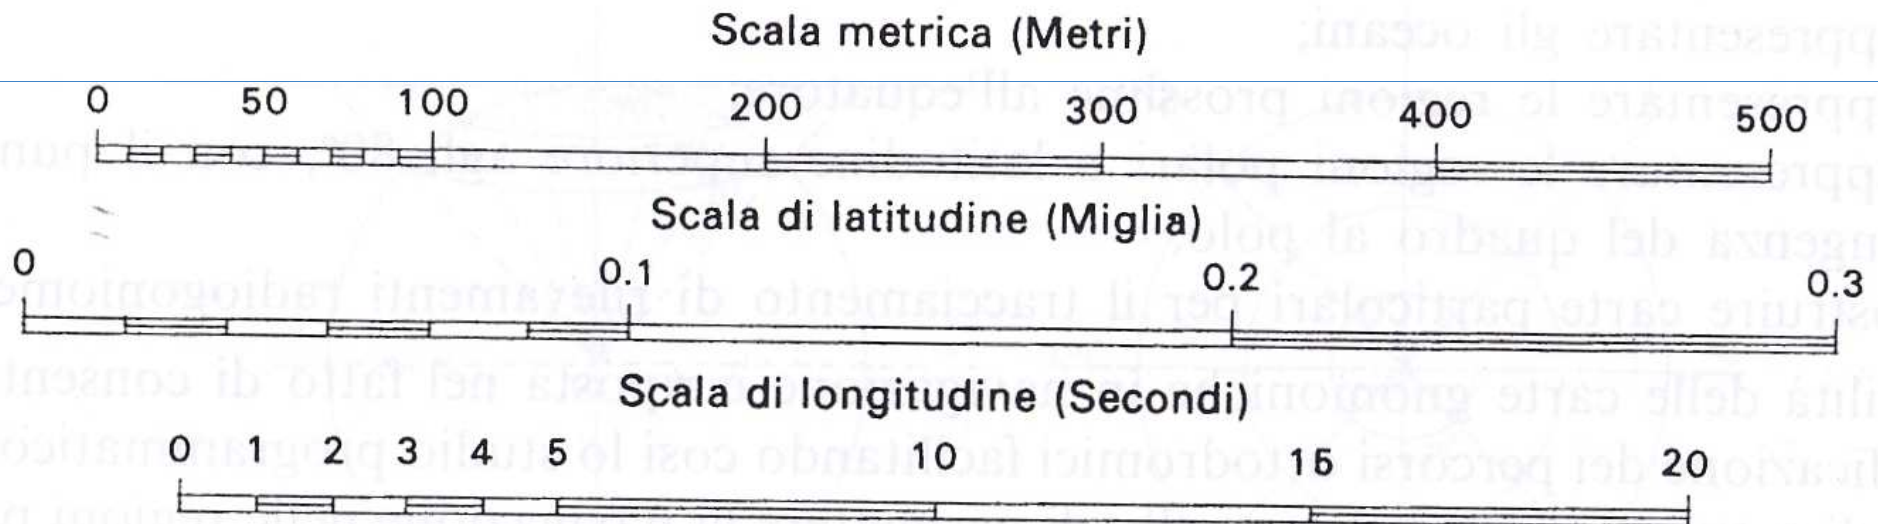 Scala metrica (Metri)
0 50 100 200 300 400 500
Scala di latitudine (Miglia)
0 0.1 0.2 0.3
Scala di longitudine (Secondi)
0 1 2 3 4 5 10 15 20